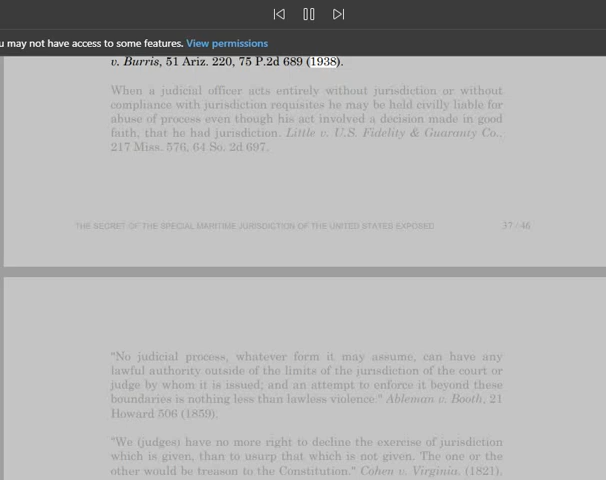 u may not have access to some features. View permissions
v. Burris, 51 Ariz. 220, 75 P.2d 689 (1938).
When a judicial officer acts entirely without jurisdiction or without
compliance with jurisdiction requisites he may be held civilly liable for
abuse of process even though his act involved a decision made in good
faith, that he had jurisdiction. Little v. U.S. Fidelity & Guaranty Co.,
217 Miss. 576, 64 So. 2d 697.
THE SECRET OF THE SPECIAL MARITIME JURISDICTION OF THE UNITED STATES EXPOSED 37 / 46
"No judicial process, whatever form it may assume, can have any
lawful authority outside of the limits of the jurisdiction of the court or
judge by whom it is issued; and an attempt to enforce it beyond these
boundaries is nothing less than lawless violence." Ableman v. Booth, 21
Howard 506 (1859).
"We (judges) have no more right to decline the exercise of jurisdiction
which is given, than to usurp that which is not given. The one or the
other would be treason to the Constitution." Cohen v. Virginia, (1821),